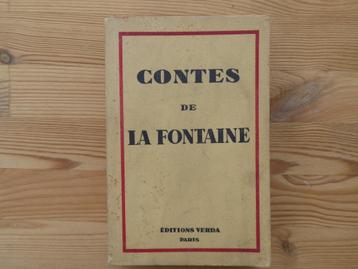 CONTES
DE
LA FONTAINE
ÉDITIONS VERDA
PARIS